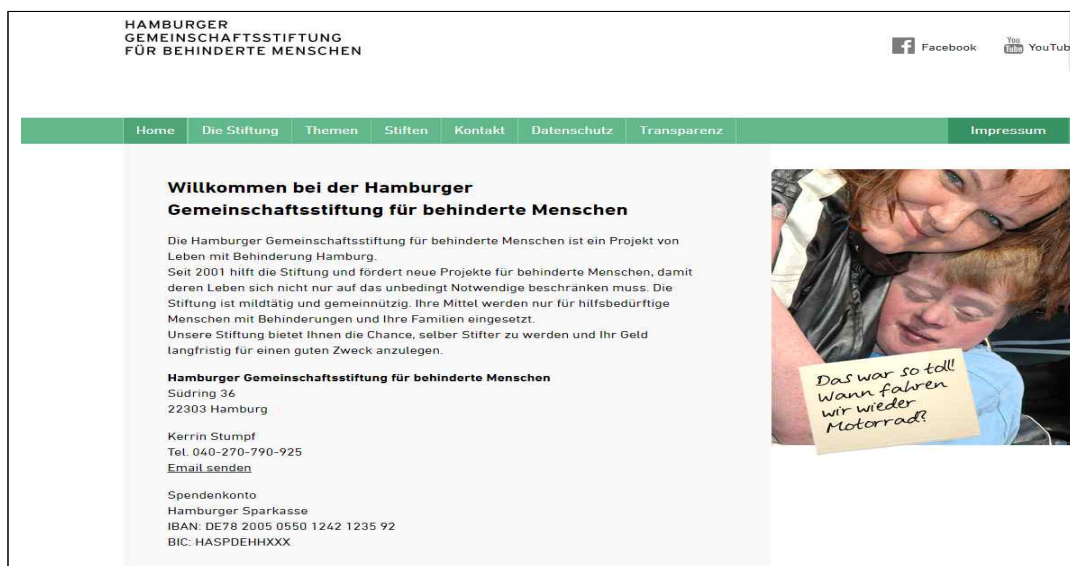 HAMBURGER
GEMEINSCHAFTSSTIFTUNG
FÜR BEHINDERTE MENSCHEN
Facebook
You
Tube
YouTub
Home Die Stiftung Themen Stiften Kontakt Datenschutz Transparenz Impressum
Willkommen bei der Hamburger
Gemeinschaftsstiftung für behinderte Menschen
Die Hamburger Gemeinschaftsstiftung für behinderte Menschen ist ein Projekt von
Leben mit Behinderung Hamburg.
Seit 2001 hilft die Stiftung und fördert neue Projekte für behinderte Menschen, damit
deren Leben sich nicht nur auf das unbedingt Notwendige beschränken muss. Die
Stiftung ist mildtätig und gemeinnützig. Ihre Mittel werden nur für hilfsbedürftige
Menschen mit Behinderungen und Ihre Familien eingesetzt.
Unsere Stiftung bietet Ihnen die Chance, selber Stifter zu werden und Ihr Geld
langfristig für einen guten Zweck anzulegen.
Hamburger Gemeinschaftsstiftung für behinderte Menschen
Südring 36
22303 Hamburg
Kerrin Stumpf
Tel. 040-270-790-925
Email senden
Spendenkonto
Hamburger Sparkasse
IBAN: DE78 2005 0550 1242 1235 92
BIC: HASPDEHHXXX
Das war so toll!
Wann fahren
wir wieder
Motorrad?